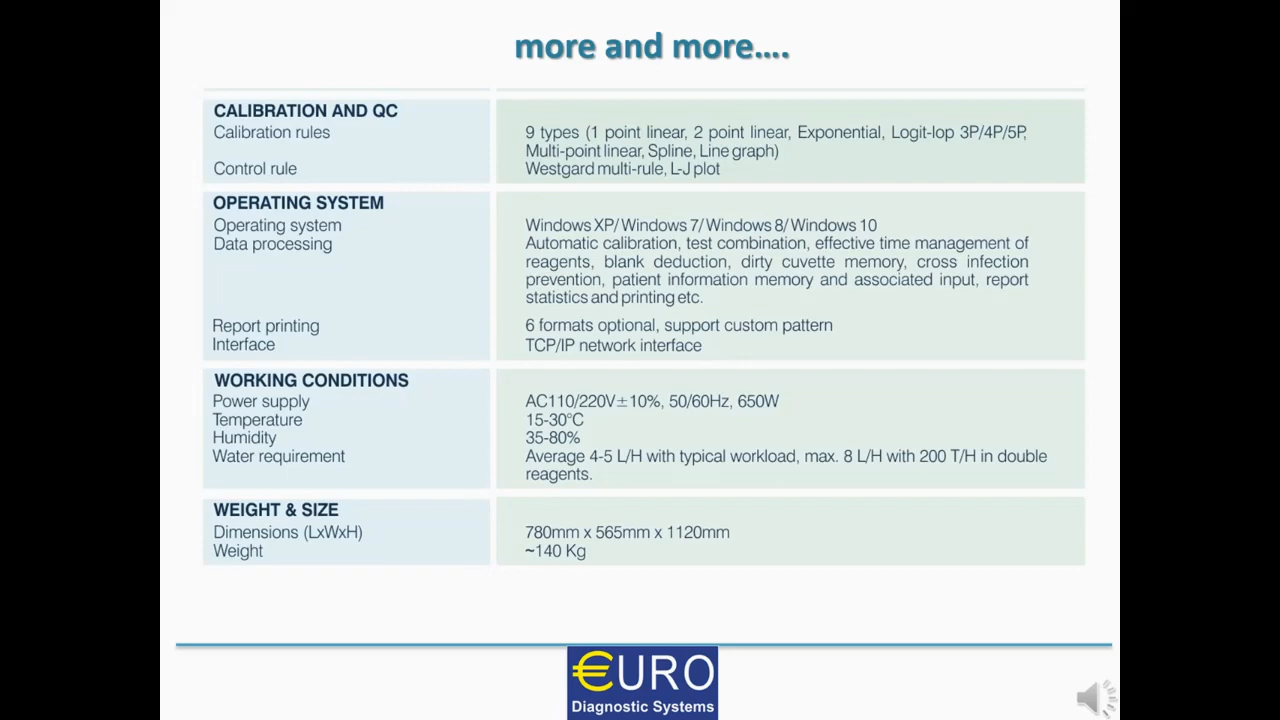 more and more....
CALIBRATION AND QC
Calibration rules
9 types (1 point linear, 2 point linear, Exponential, Logit-lop 3P/4P/5P,
Multi-point linear, Spline, Line graph)
Control rule
Westgard multi-rule, L-J plot
OPERATING SYSTEM
Operating system
Windows XP/ Windows 7/ Windows 8/ Windows 10
Data processing
Automatic calibration, test combination, effective time management of
reagents, blank deduction, dirty cuvette memory, cross infection
prevention, patient information memory and associated input, report
statistics and printing etc.
Report printing
6 formats optional, support custom pattern
Interface
TCP/IP network interface
WORKING CONDITIONS
Power supply
AC110/220V±10%, 50/60Hz, 650W
Temperature
15-30°C
Humidity
35-80%
Water requirement
Average 4-5 L/H with typical workload, max. 8 L/H with 200 T/H in double
reagents.
WEIGHT & SIZE
Dimensions (LxWxH)
780mm x 565mm x 1120mm
Weight
~140 Kg
€URO
Diagnostic Systems